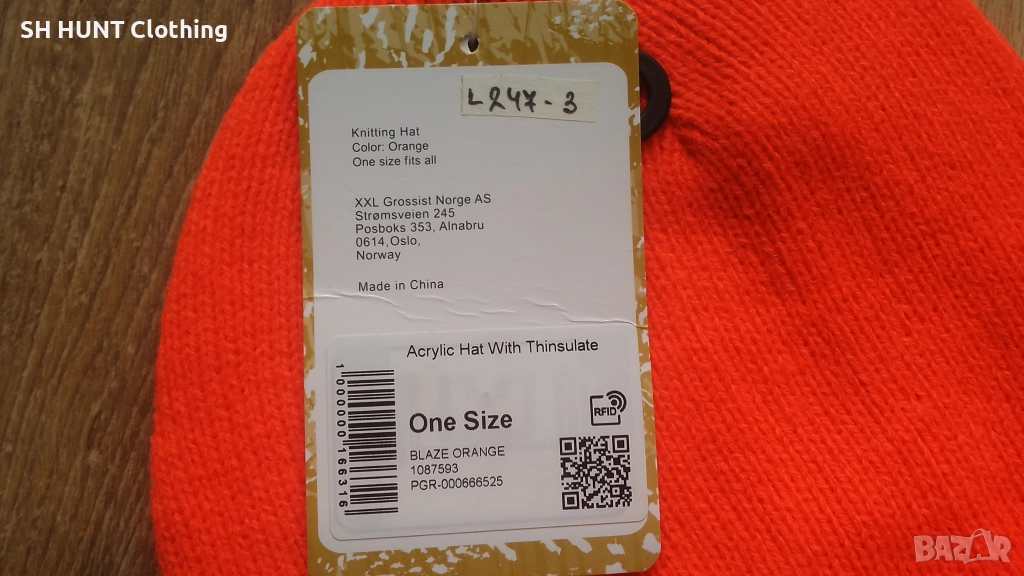 SH HUNT Clothing
L247-3
Knitting Hat
Color: Orange
One size fits all
XXL Grossist Norge AS
Strømsveien 245
Posboks 353, Alnabru
0614,Oslo,
Norway
Made in China
Acrylic Hat With Thinsulate
1000000166316
One Size
RFID
BLAZE ORANGE
1087593
PGR-000666525
BAZAR